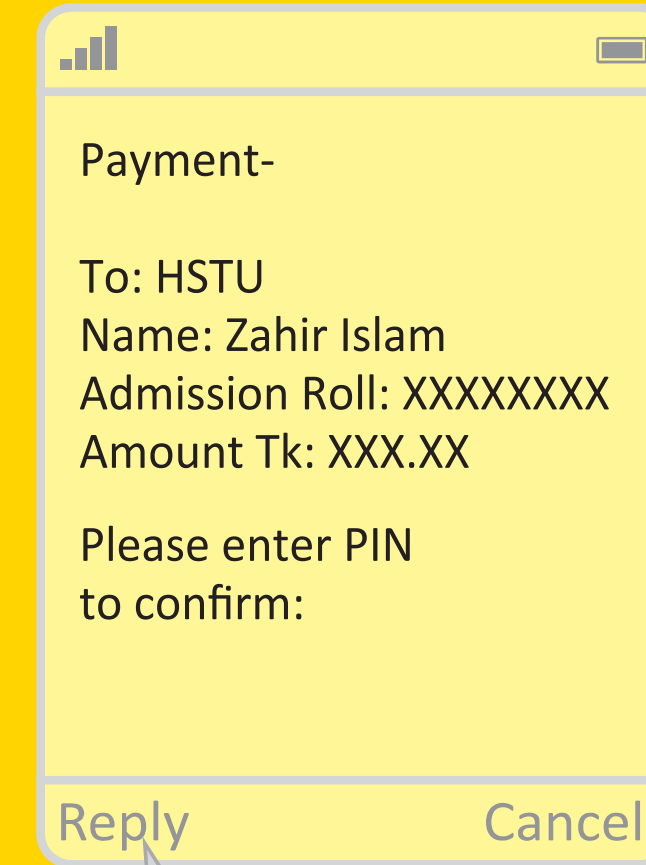 Payment-
To: HSTU
Name: Zahir Islam
Admission Roll: XXXXXXXX
Amount Tk: XXX.XX
Please enter PIN
to confirm:
Reply Cancel